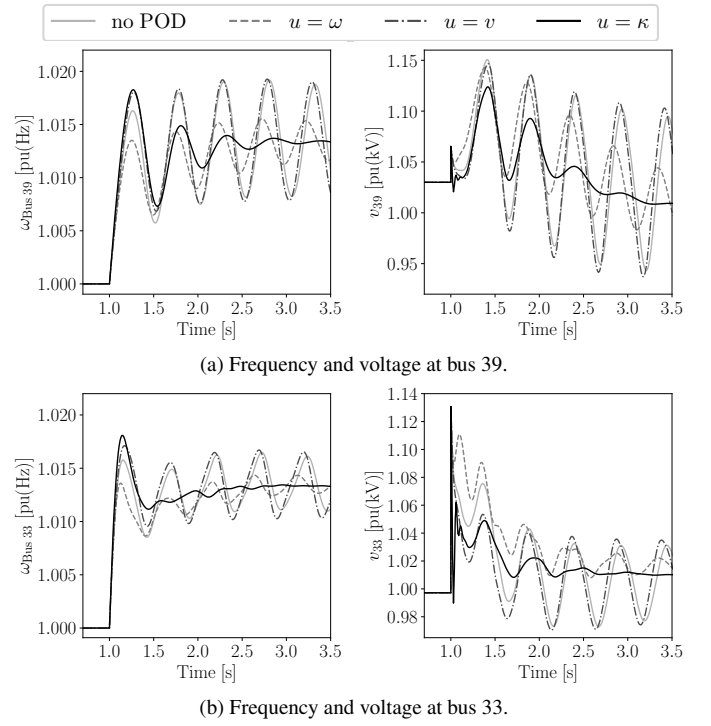 no POD u = ω u = v u = κ
1.020
1.015
1.010
1.005
1.000
ωBus 39 [pu(Hz)]
1.0 1.5 2.0 2.5 3.0 3.5
Time [s]
1.15
1.10
1.05
1.00
0.95
v39 [pu(kV)]
1.0 1.5 2.0 2.5 3.0 3.5
Time [s]
(a) Frequency and voltage at bus 39.
1.020
1.015
1.010
1.005
1.000
ωBus 33 [pu(Hz)]
1.0 1.5 2.0 2.5 3.0 3.5
Time [s]
1.14
1.12
1.10
1.08
1.06
1.04
1.02
1.00
0.98
v33 [pu(kV)]
1.0 1.5 2.0 2.5 3.0 3.5
Time [s]
(b) Frequency and voltage at bus 33.